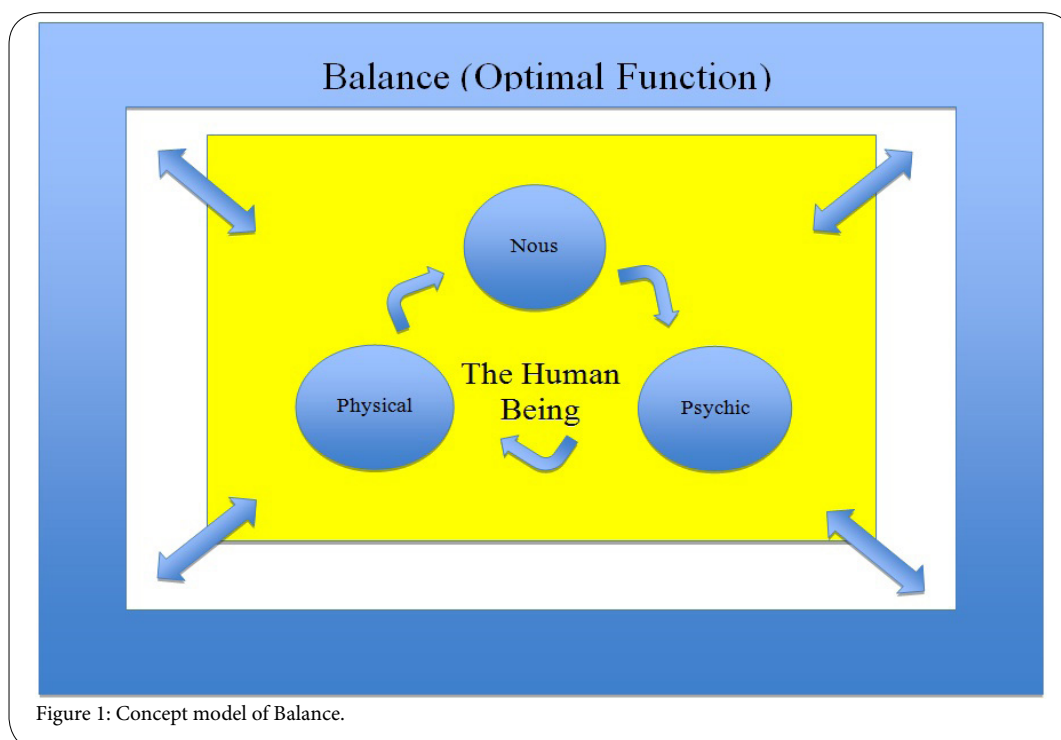 Balance (Optimal Function)
Nous
Physical
The Human
Being
Psychic
Figure 1: Concept model of Balance.